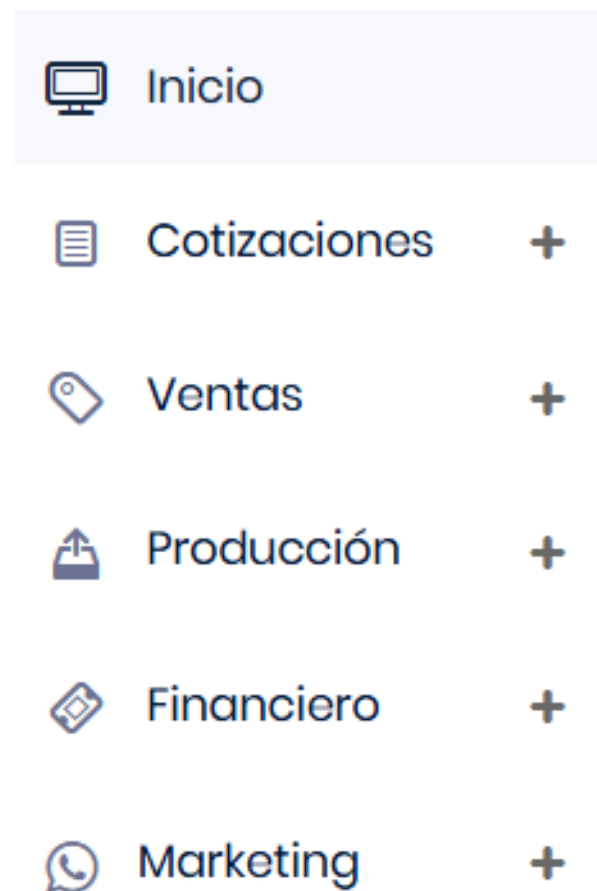 Inicio
Cotizaciones +
Ventas +
Producción +
Financiero +
Marketing +